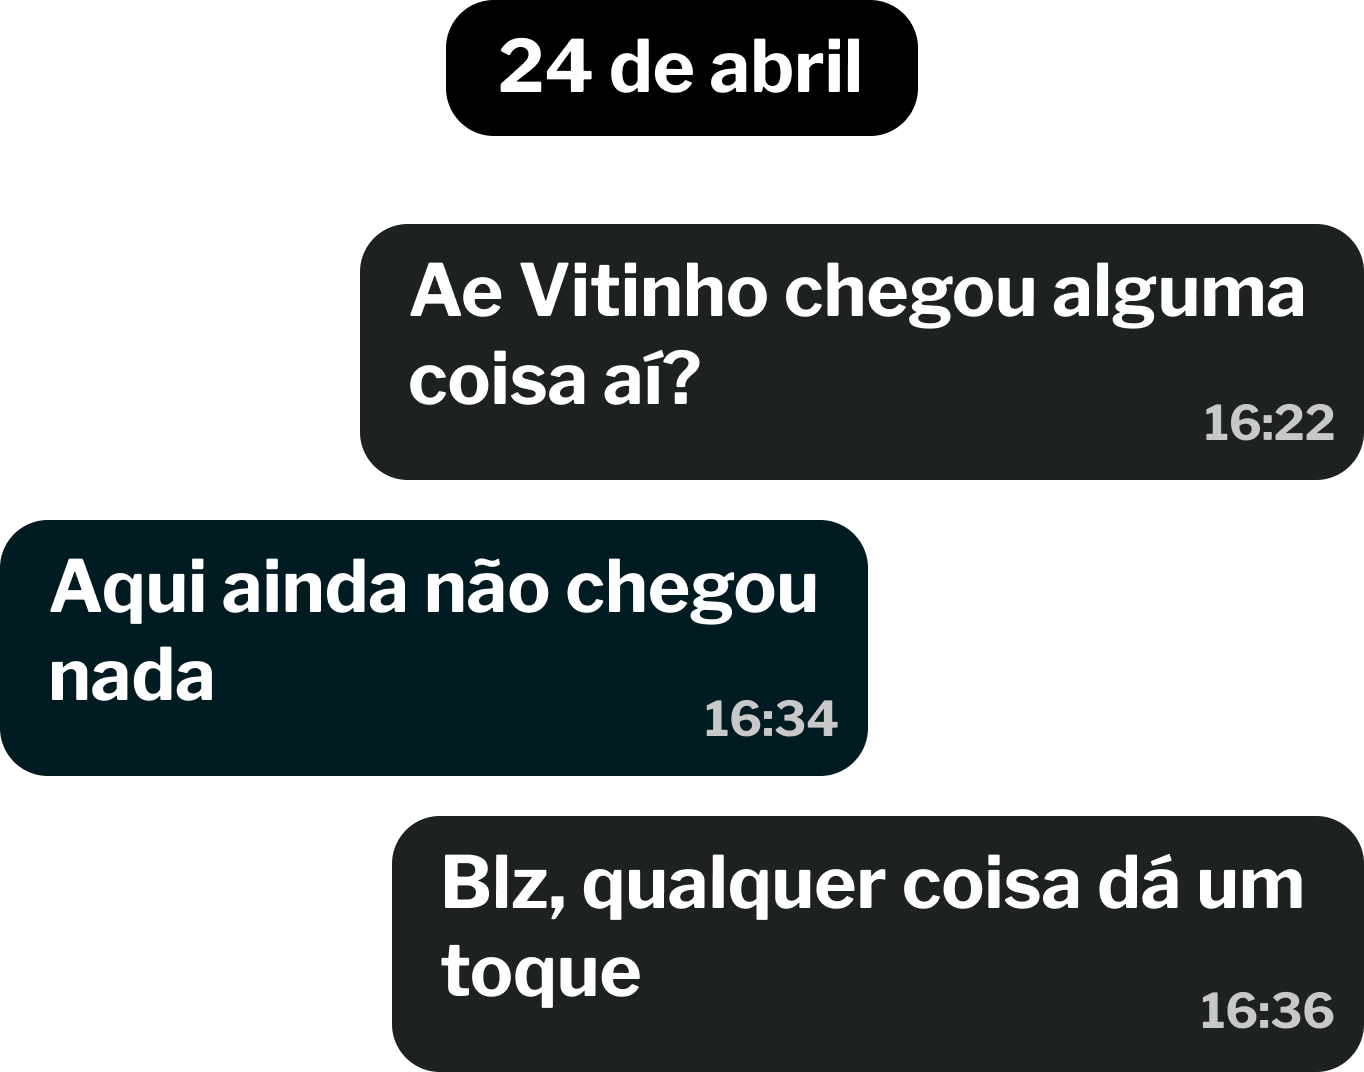 24 de abril
Ae Vitinho chegou alguma
coisa aí?
16:22
Aqui ainda não chegou
nada
16:34
Blz, qualquer coisa dá um
toque
16:36